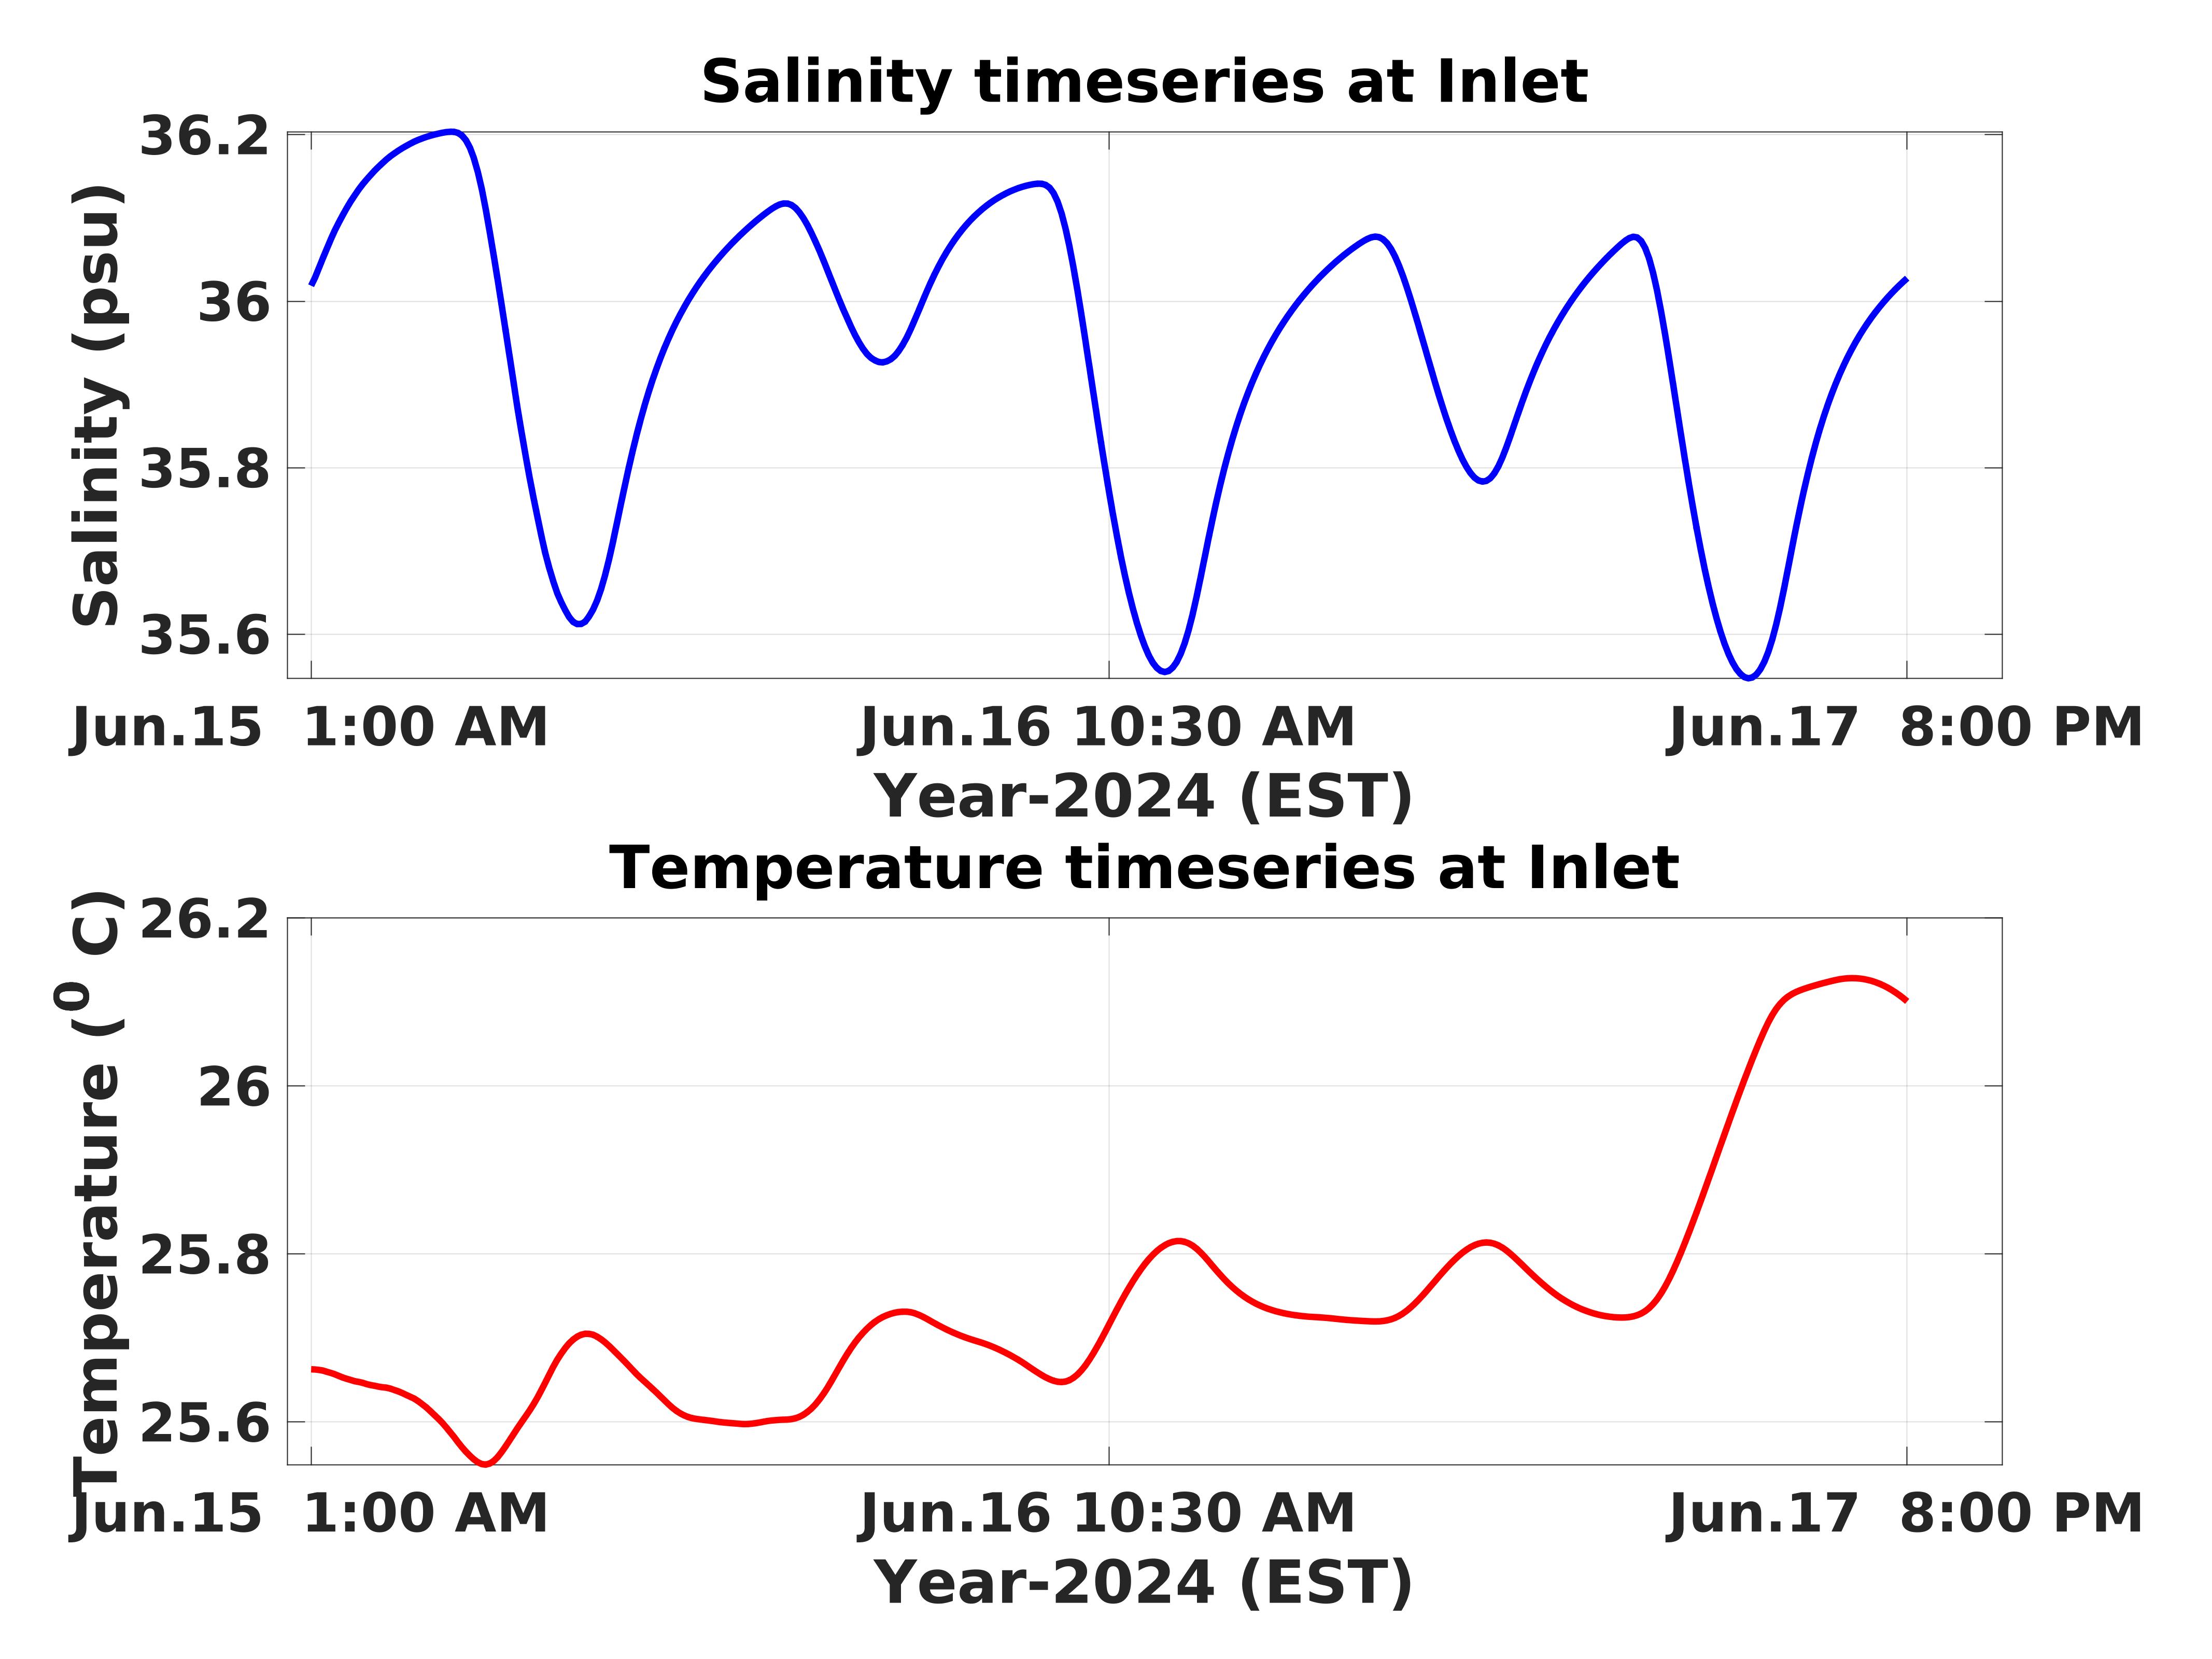 Salinity timeseries at Inlet
36.2
36
35.8
35.6
Salinity (psu)
Jun.15  1:00 AM
Jun.16 10:30 AM
Jun.17  8:00 PM
Year-2024 (EST)
Temperature timeseries at Inlet
26.2
26
25.8
25.6
Temperature (⁰ C)
Jun.15  1:00 AM
Jun.16 10:30 AM
Jun.17  8:00 PM
Year-2024 (EST)